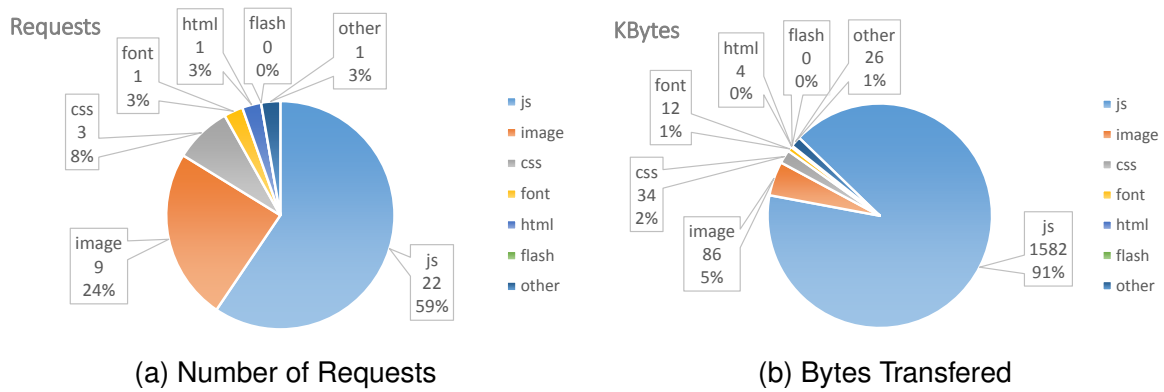 Requests
font
1
3%
html
1
3%
flash
0
0%
other
1
3%
css
3
8%
image
9
24%
js
22
59%
js
image
css
font
html
flash
other
(a) Number of Requests
KBytes
font
12
1%
html
4
0%
flash
0
0%
other
26
1%
css
34
2%
image
86
5%
js
1582
91%
js
image
css
font
html
flash
other
(b) Bytes Transfered